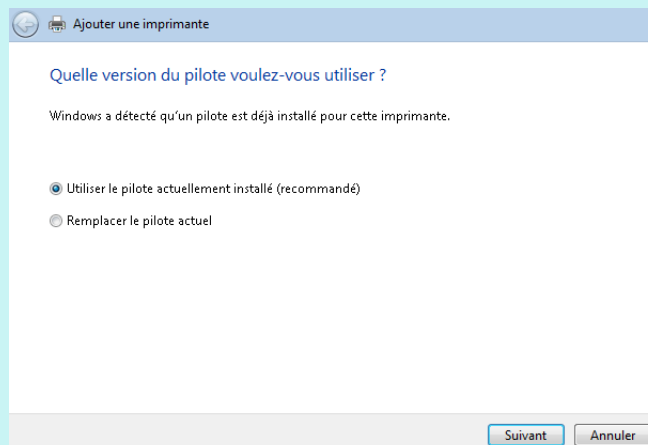 Ajouter une imprimante
Quelle version du pilote voulez-vous utiliser ?
Windows a détecté qu'un pilote est déjà installé pour cette imprimante.
Utiliser le pilote actuellement installé (recommandé)
Remplacer le pilote actuel
Suivant Annuler